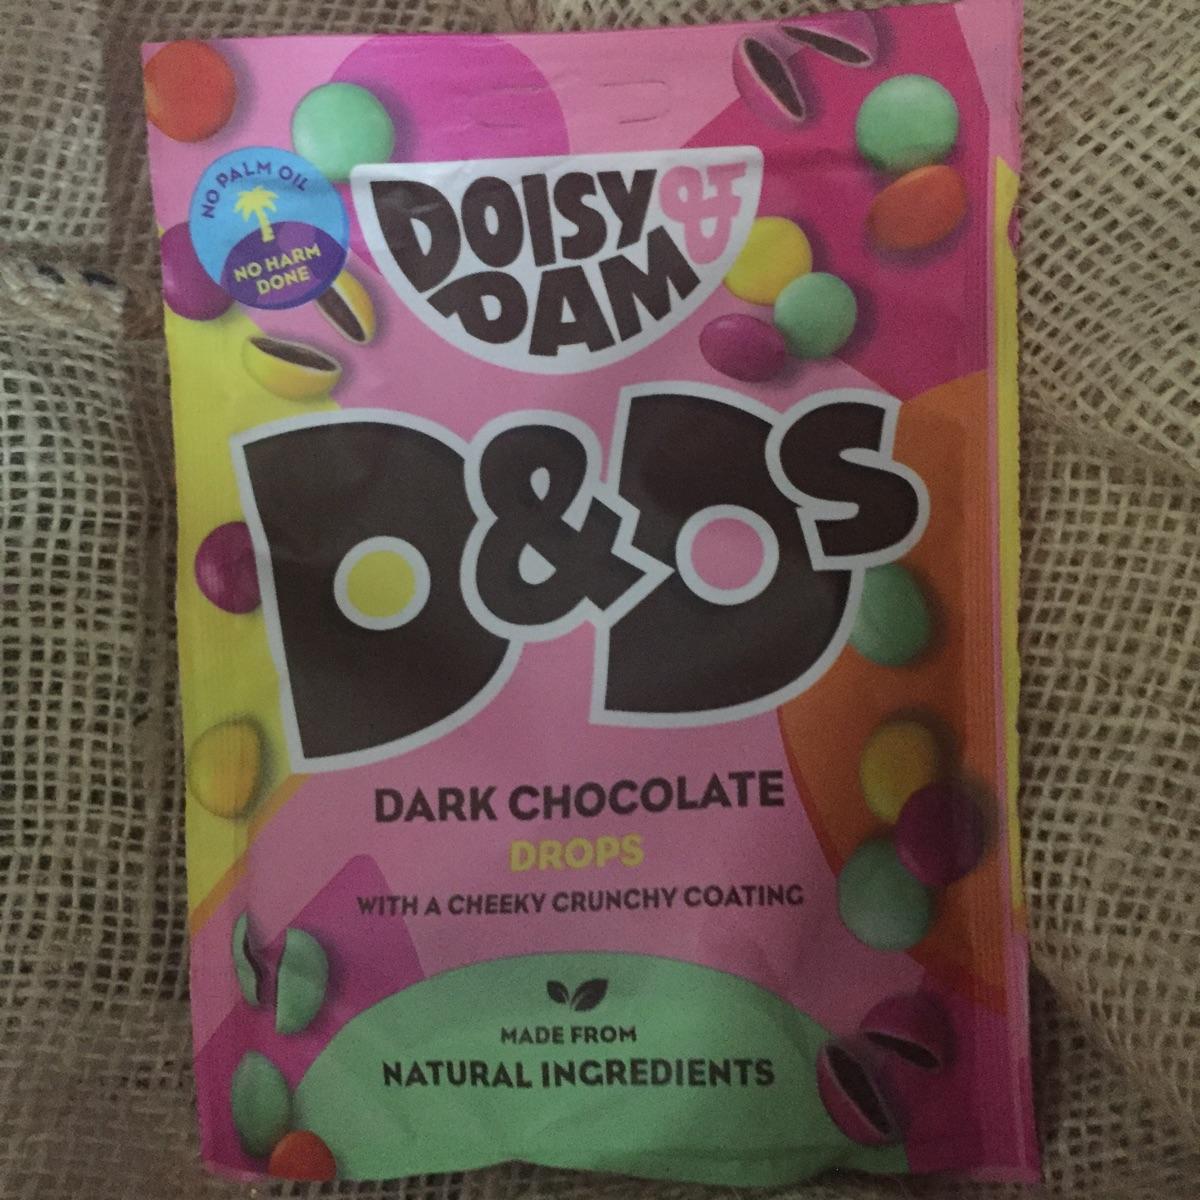 NO PALM OIL
NO HARM
DONE
DOISY &
DAM
D&Ds
DARK CHOCOLATE
DROPS
WITH A CHEEKY CRUNCHY COATING
MADE FROM
NATURAL INGREDIENTS